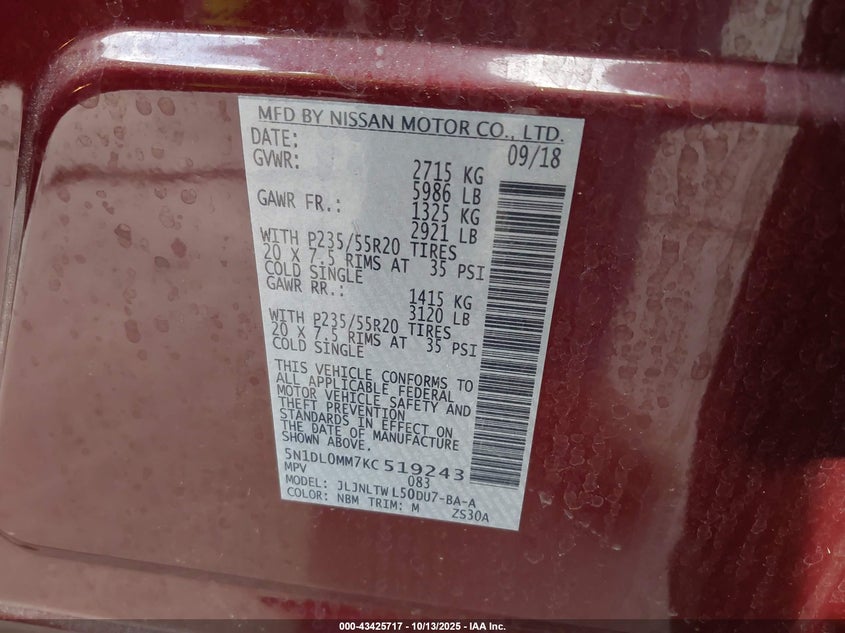 MFD BY NISSAN MOTOR CO., LTD.
DATE: 09/18
GVWR: 2715 KG
5986 LB
GAWR FR.: 1325 KG
2921 LB
WITH P235/55R20 TIRES
20 X 7.5 RIMS AT 35 PSI
COLD SINGLE
GAWR RR.: 1415 KG
3120 LB
WITH P235/55R20 TIRES
20 X 7.5 RIMS AT 35 PSI
COLD SINGLE
THIS VEHICLE CONFORMS TO
ALL APPLICABLE FEDERAL
MOTOR VEHICLE SAFETY AND
THEFT PREVENTION
STANDARDS IN EFFECT ON
THE DATE OF MANUFACTURE
SHOWN ABOVE.
5N1DL0MM7KC519243
MPV 083
MODEL: JLJNLTWL50DU7-BA-A
COLOR: NBM TRIM: M ZS30A
000-43425717 - 10/13/2025 - IAA Inc.